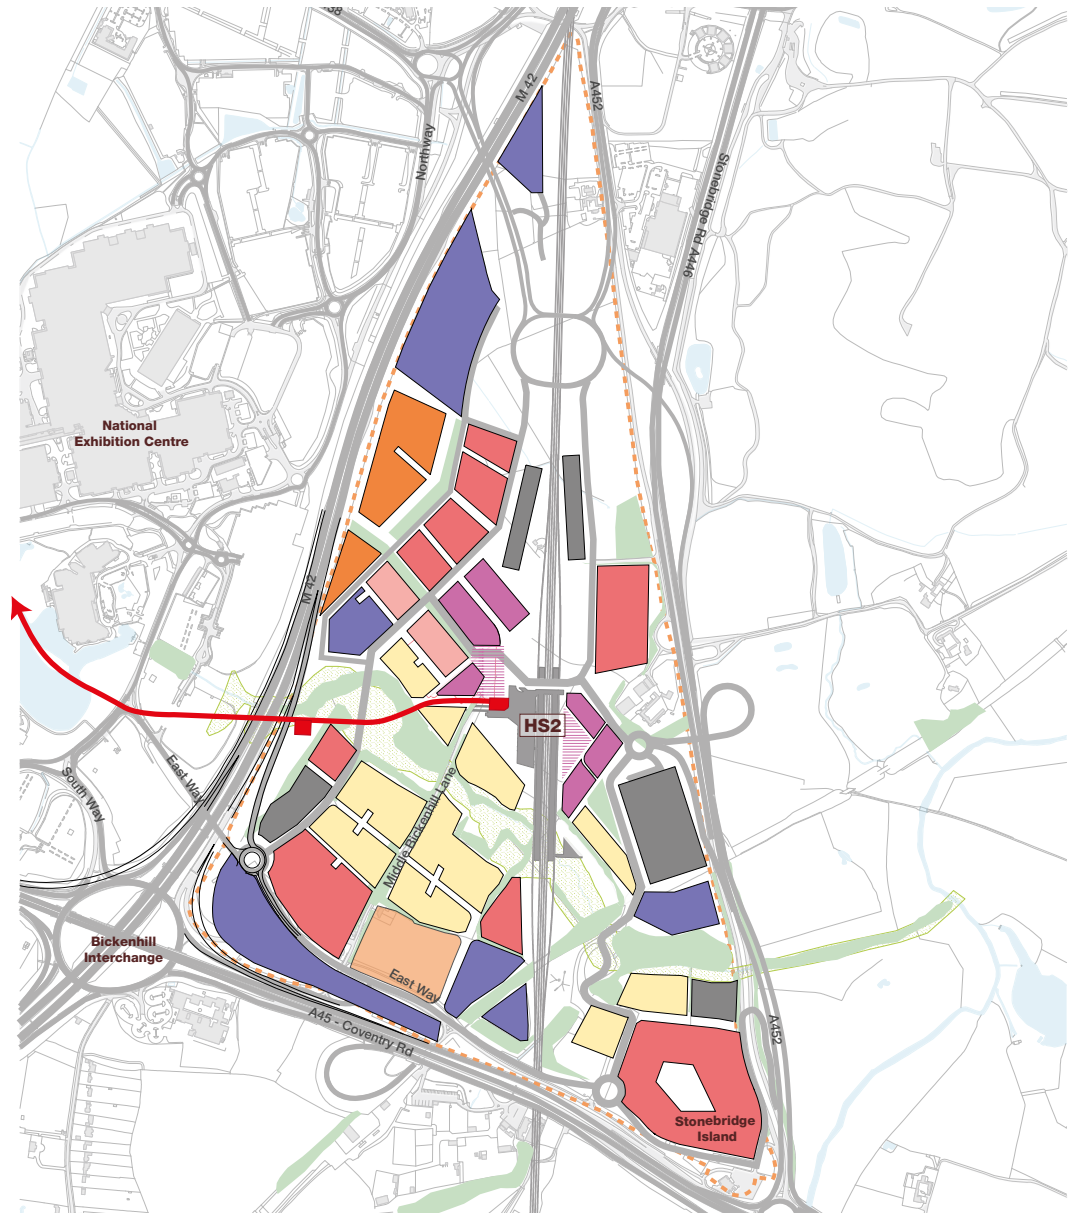 38
M 42
A452
Northway
Stonebridge Rd A446
National
Exhibition Centre
M 42
HS2
East Way
South Way
Middle Bickenhill Lane
Bickenhill
Interchange
East Way
A45 - Coventry Rd
A452
Stonebridge
Island